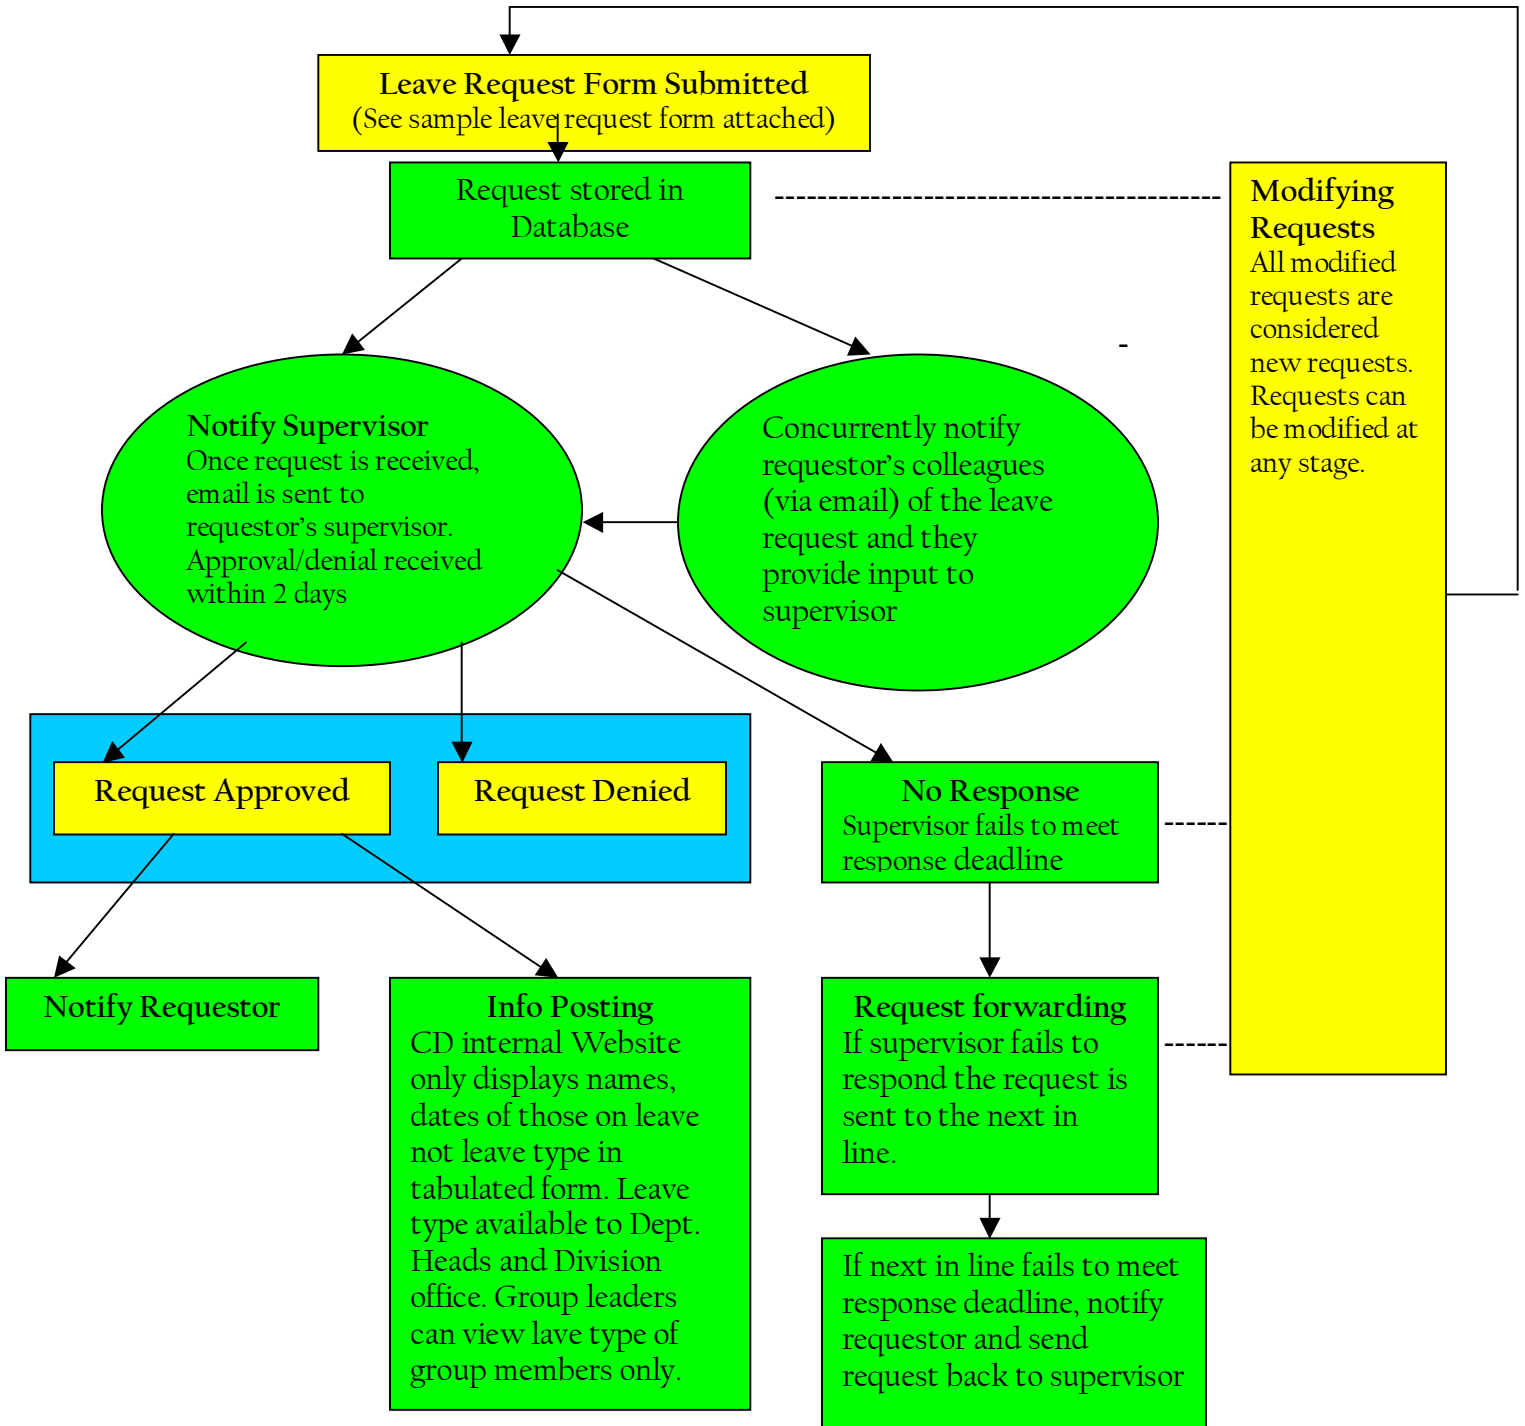 Leave Request Form Submitted
(See sample leave request form attached)
Request stored in
Database
Modifying
Requests
All modified
requests are
considered
new requests.
Requests can
be modified at
any stage.
-
Notify Supervisor
Once request is received,
email is sent to
requestor’s supervisor.
Approval/denial received
within 2 days
Concurrently notify
requestor’s colleagues
(via email) of the leave
request and they
provide input to
supervisor
Request Approved
Request Denied
No Response
Supervisor fails to meet
response deadline
Notify Requestor
Info Posting
CD internal Website
only displays names,
dates of those on leave
not leave type in
tabulated form. Leave
type available to Dept.
Heads and Division
office. Group leaders
can view lave type of
group members only.
Request forwarding
If supervisor fails to
respond the request is
sent to the next in
line.
If next in line fails to meet
response deadline, notify
requestor and send
request back to supervisor